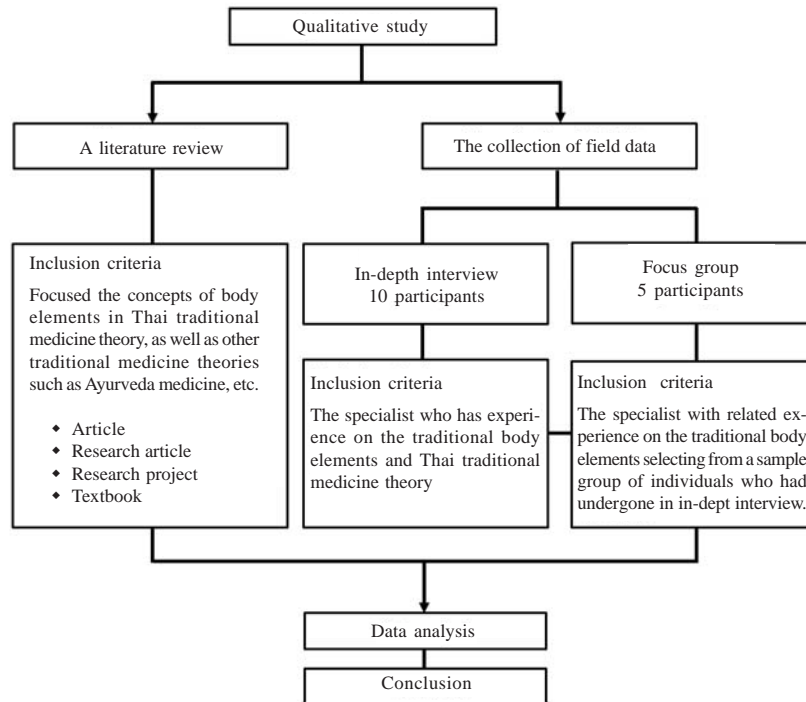 Qualitative study
A literature review
The collection of field data
Inclusion criteria
Focused the concepts of body
elements in Thai traditional
medicine theory, as well as other
traditional medicine theories
such as Ayurveda medicine, etc.
◆ Article
◆ Research article
◆ Research project
◆ Textbook
In-depth interview
10 participants
Focus group
5 participants
Inclusion criteria
The specialist who has experi-
ence on the traditional body
elements and Thai traditional
medicine theory
Inclusion criteria
The specialist with related ex-
perience on the traditional body
elements selecting from a sample
group of individuals who had
undergone in in-dept interview.
Data analysis
Conclusion